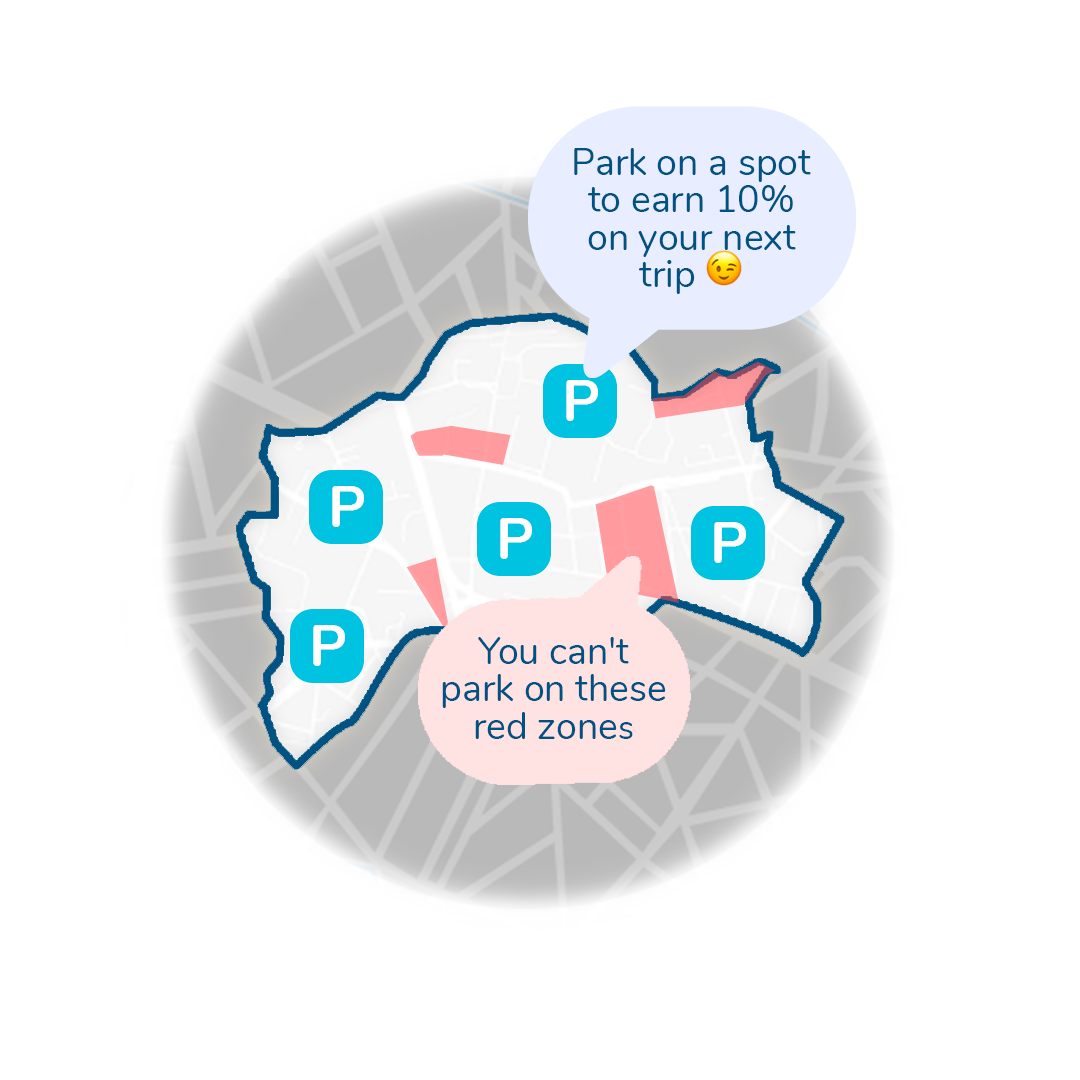 Park on a spot
to earn 10%
on your next
trip 😉
P
P
P
P
P
You can't
park on these
red zones